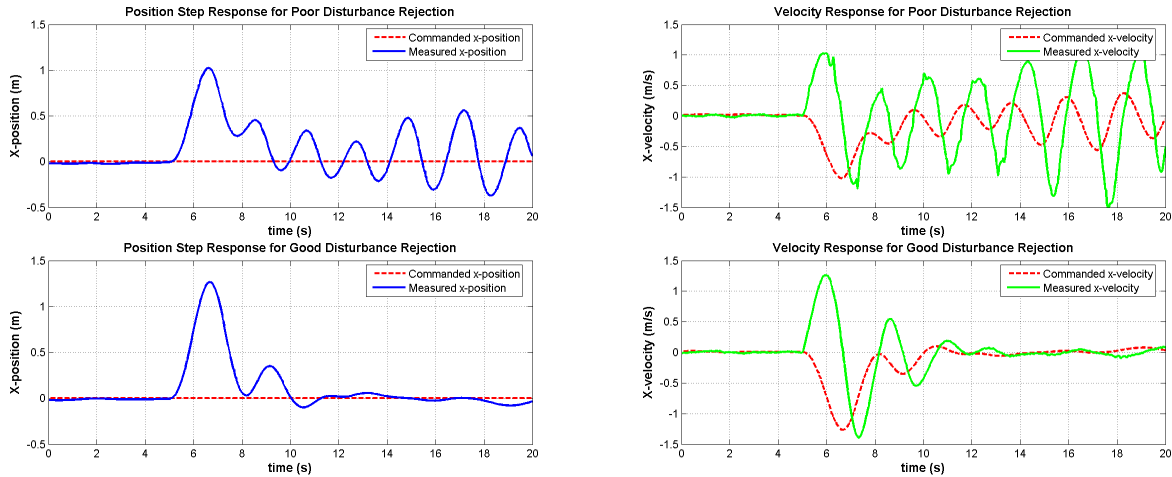 Position Step Response for Poor Disturbance Rejection
1.5
1
0.5
0
-0.5
X-position (m)
Commanded x-position
Measured x-position
0 2 4 6 8 10 12 14 16 18 20
time (s)
Velocity Response for Poor Disturbance Rejection
1.5
1
0.5
0
-0.5
-1
-1.5
X-velocity (m/s)
Commanded x-velocity
Measured x-velocity
0 2 4 6 8 10 12 14 16 18 20
time (s)
Position Step Response for Good Disturbance Rejection
1.5
1
0.5
0
-0.5
X-position (m)
Commanded x-position
Measured x-position
0 2 4 6 8 10 12 14 16 18 20
time (s)
Velocity Response for Good Disturbance Rejection
1.5
1
0.5
0
-0.5
-1
-1.5
X-velocity (m/s)
Commanded x-velocity
Measured x-velocity
0 2 4 6 8 10 12 14 16 18 20
time (s)